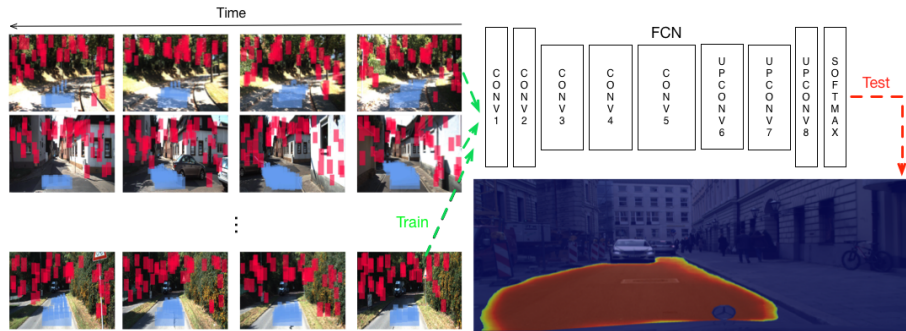 Time
FCN
CONV1
CONV2
CONV3
CONV4
CONV5
UPCONV6
UPCONV7
UPCONV8
SOFTMAX
Test
Train